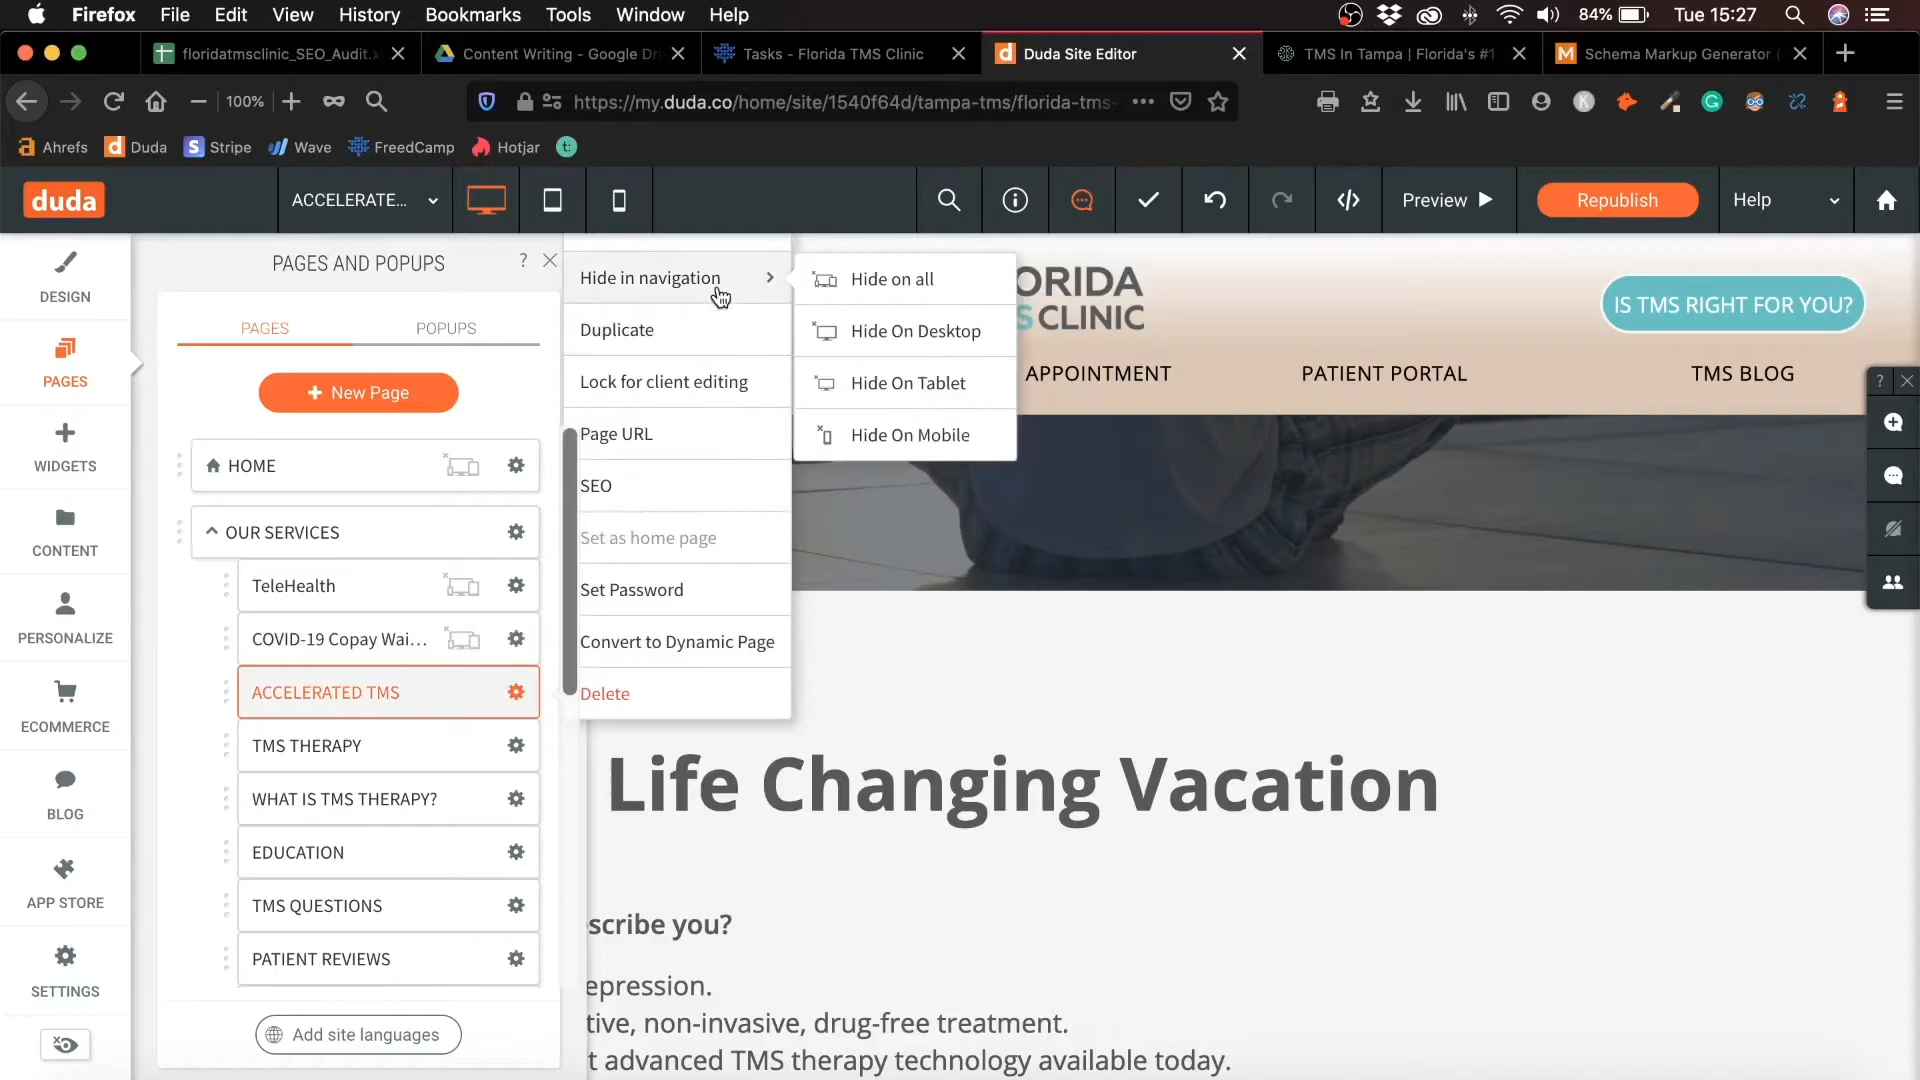 Firefox File Edit View History Bookmarks Tools Window Help 84% Tue 15:27
floridatmsclinic_SEO_Audit.x
Content Writing - Google Dr
Tasks - Florida TMS Clinic
Duda Site Editor
TMS In Tampa | Florida's #1
Schema Markup Generator (
100%
https://my.duda.co/home/site/1540f64d/tampa-tms/florida-tms-
Ahrefs Duda Stripe Wave FreedCamp Hotjar t:
duda
ACCELERATE...
Preview
Republish
Help
DESIGN
PAGES
WIDGETS
CONTENT
PERSONALIZE
ECOMMERCE
BLOG
APP STORE
SETTINGS
PAGES AND POPUPS ?
PAGES POPUPS
+ New Page
HOME
OUR SERVICES
TeleHealth
COVID-19 Copay Wai...
ACCELERATED TMS
TMS THERAPY
WHAT IS TMS THERAPY?
EDUCATION
TMS QUESTIONS
PATIENT REVIEWS
Add site languages
Hide in navigation
Duplicate
Lock for client editing
Page URL
SEO
Set as home page
Set Password
Convert to Dynamic Page
Delete
Hide on all
Hide On Desktop
Hide On Tablet
Hide On Mobile
ORIDA
S CLINIC
IS TMS RIGHT FOR YOU?
APPOINTMENT
PATIENT PORTAL
TMS BLOG
?
Life Changing Vacation
scribe you?
epression.
tive, non-invasive, drug-free treatment.
t advanced TMS therapy technology available today.